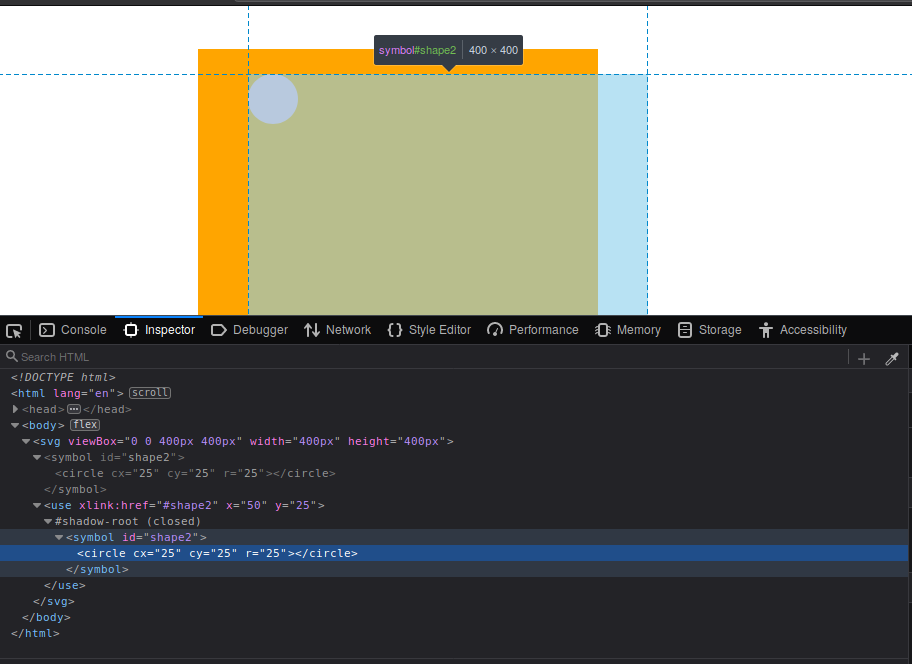 symbol#shape2 400 × 400
Console Inspector Debugger Network Style Editor Performance Memory Storage Accessibility
Search HTML
<!DOCTYPE html>
<html lang="en"> scroll
<head> ••• </head>
<body> flex
<svg viewBox="0 0 400px 400px" width="400px" height="400px">
<symbol id="shape2">
<circle cx="25" cy="25" r="25"></circle>
</symbol>
<use xlink:href="#shape2" x="50" y="25">
#shadow-root (closed)
<symbol id="shape2">
<circle cx="25" cy="25" r="25"></circle>
</symbol>
</use>
</svg>
</body>
</html>